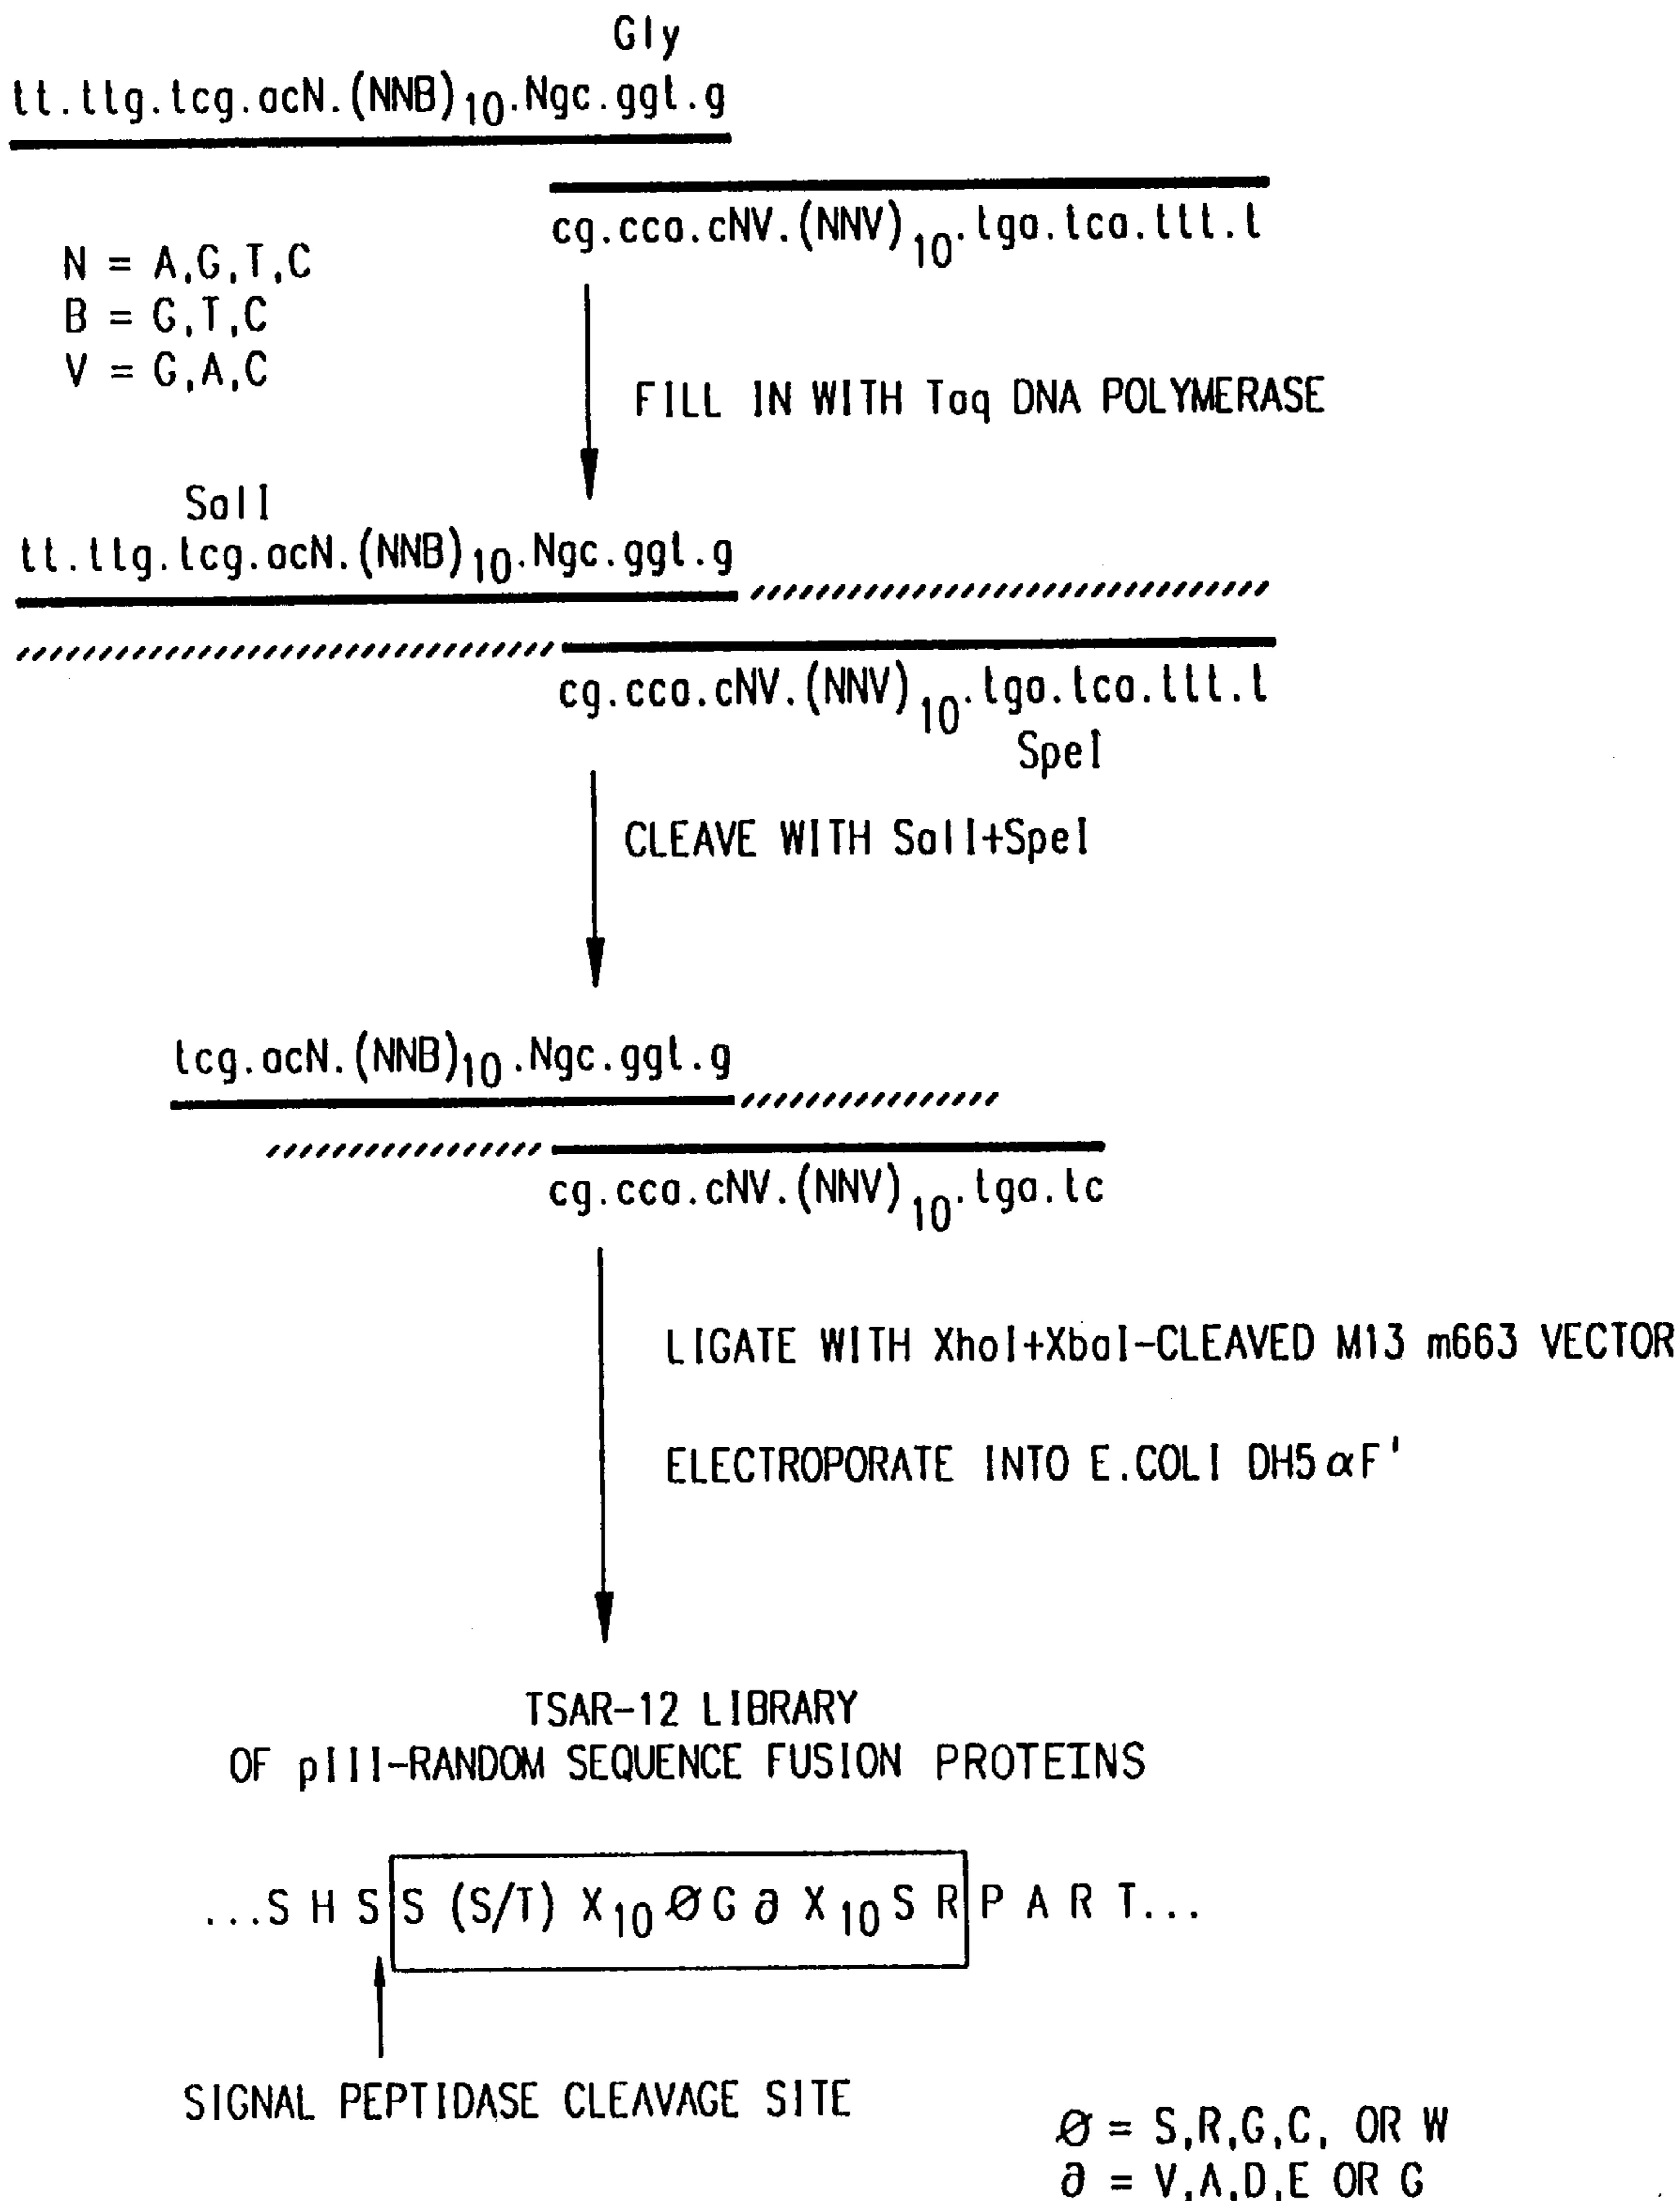 Gly
tt.ttg.tcg.acN.(NNB)10.Ngc.ggt.g
cg.cca.cNV.(NNV)10.tga.tca.ttt.t
N = A,G,T,C
B = G,T,C
V = G,A,C
FILL IN WITH Taq DNA POLYMERASE
SalI
tt.ttg.tcg.acN.(NNB)10.Ngc.ggt.g
cg.cca.cNV.(NNV)10.tga.tca.ttt.t
SpeI
CLEAVE WITH SalI+SpeI
tcg.acN.(NNB)10.Ngc.ggt.g
cg.cca.cNV.(NNV)10.tga.tc
LIGATE WITH XhoI+XbaI-CLEAVED M13 m663 VECTOR
ELECTROPORATE INTO E.COLI DH5αF'
TSAR-12 LIBRARY
OF pIII-RANDOM SEQUENCE FUSION PROTEINS
...S H S S (S/T) X10 Ø G ∂ X10 S R P A R T...
SIGNAL PEPTIDASE CLEAVAGE SITE
Ø = S,R,G,C, OR W
∂ = V,A,D,E OR G